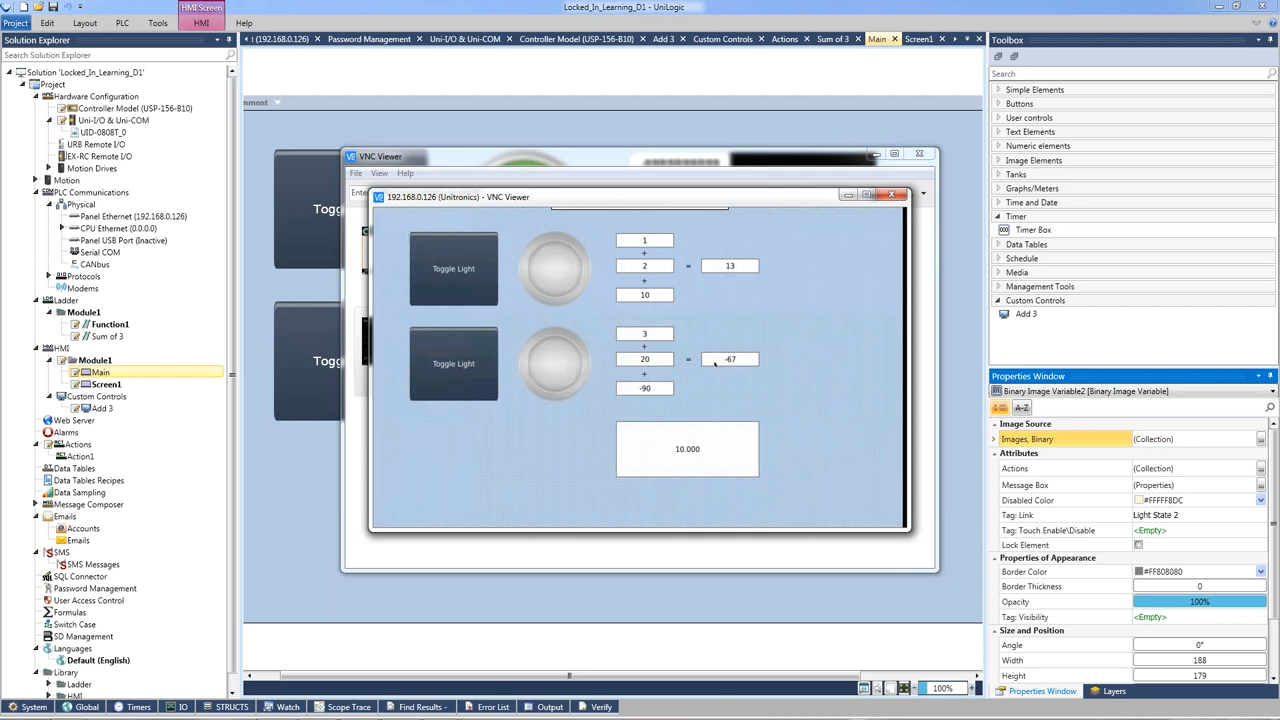 HMI Screen
Locked_In_Learning_D1 - UniLogic
Project Edit Layout PLC Tools HMI Help
Solution Explorer
Search Solution Explorer
Solution 'Locked_In_Learning_D1'
Project
Hardware Configuration
Controller Model (USP-156-B10)
Uni-I/O & Uni-COM
UID-0808T_0
URB Remote I/O
EX-RC Remote I/O
Motion Drives
Motion
PLC Communications
Physical
Panel Ethernet (192.168.0.126)
CPU Ethernet (0.0.0.0)
Panel USB Port (Inactive)
Serial COM
CANbus
Protocols
Modems
Ladder
Module1
Function1
Sum of 3
HMI
Module1
Main
Screen1
Custom Controls
Add 3
Web Server
Alarms
Actions
Action1
Data Tables
Data Tables Recipes
Data Sampling
Message Composer
Emails
Accounts
Emails
SMS
SMS Messages
SQL Connector
Password Management
User Access Control
Formulas
Switch Case
SD Management
Languages
Default (English)
Library
Ladder
HMI
t (192.168.0.126) Password Management Uni-I/O & Uni-COM Controller Model (USP-156-B10) Add 3 Custom Controls Actions Sum of 3 Main Screen1
nment
Togg
Togg
VNC Viewer
File View Help
Ente
192.168.0.126 (Unitronics) - VNC Viewer
Toggle Light
1
+
2 = 13
+
10
Toggle Light
3
+
20 = -67
+
-90
10.000
100%
Toolbox
Search
Simple Elements
Buttons
User controls
Text Elements
Numeric elements
Image Elements
Tanks
Graphs/Meters
Time and Date
Timer
Timer Box
Data Tables
Schedule
Media
Management Tools
Custom Controls
Add 3
Properties Window
Binary Image Variable2 [Binary Image Variable]
A-Z
Image Source
Images, Binary (Collection)
Attributes
Actions (Collection)
Message Box (Properties)
Disabled Color #FFFFF8DC
Tag: Link Light State 2
Tag: Touch Enable\Disable <Empty>
Lock Element
Properties of Appearance
Border Color #FF808080
Border Thickness 0
Opacity 100%
Tag: Visibility <Empty>
Size and Position
Angle 0°
Width 188
Height 179
Properties Window Layers
System Global Timers IO STRUCTS Watch Scope Trace Find Results - Error List Output Verify